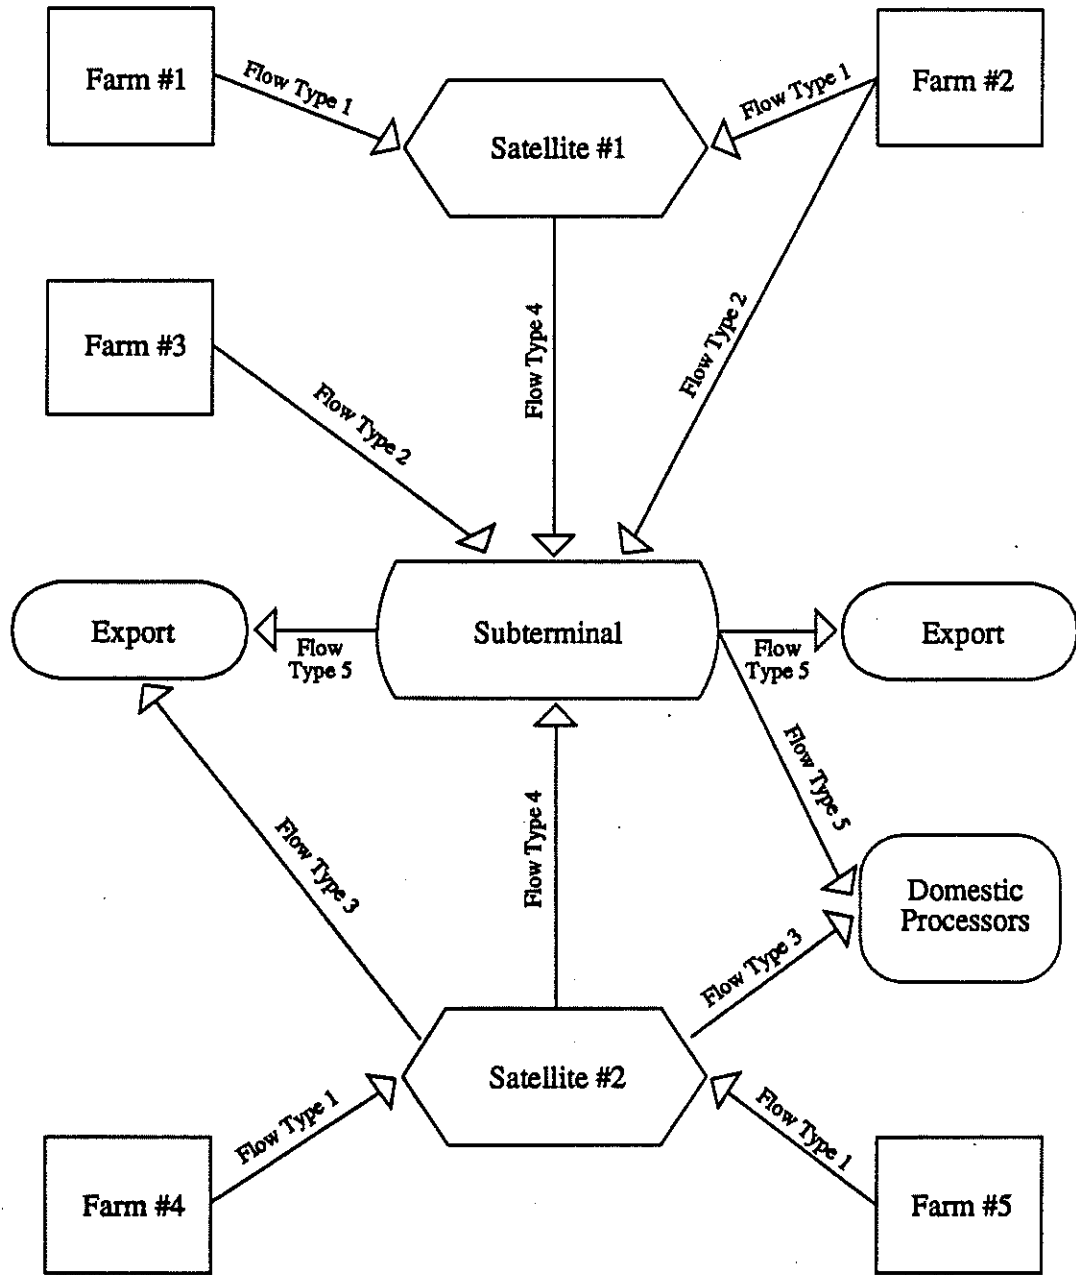 Farm #1
Flow Type 1
Satellite #1
Flow Type 1
Farm #2
Farm #3
Flow Type 2
Flow Type 4
Flow Type 2
Export
Flow
Type 5
Subterminal
Flow
Type 5
Export
Flow Type 3
Flow Type 4
Flow Type 5
Domestic
Processors
Flow Type 3
Satellite #2
Flow Type 1
Flow Type 1
Farm #4
Farm #5